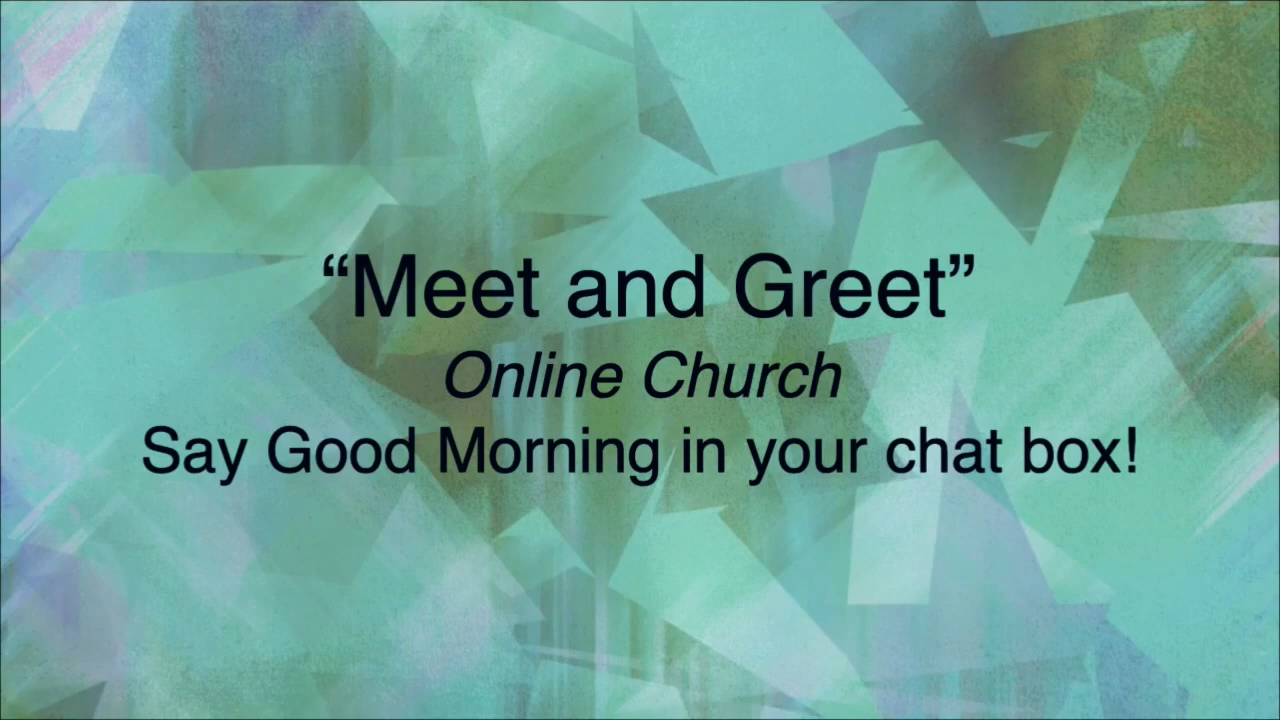 “Meet and Greet”
Online Church
Say Good Morning in your chat box!